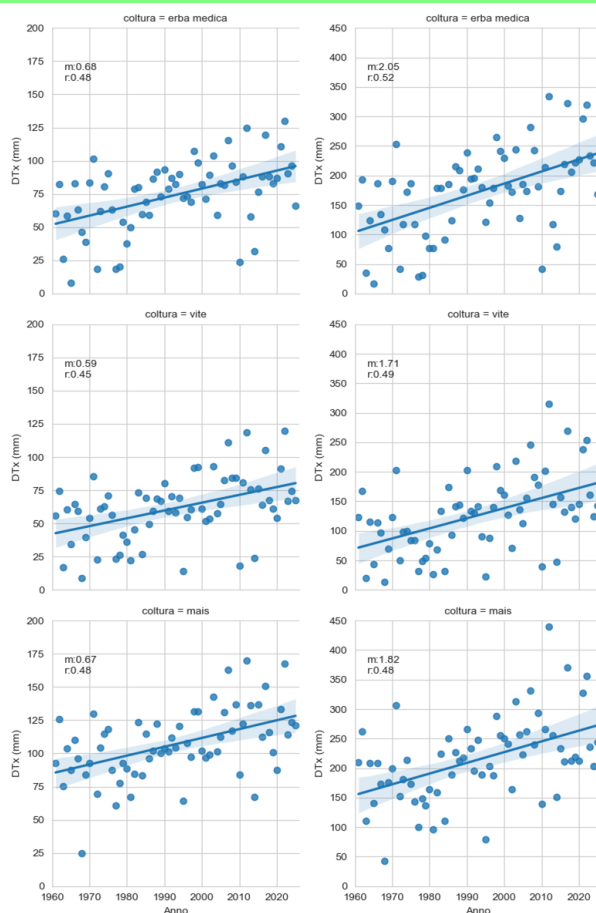 coltura = erba medica
200
175
150
125
100
75
50
25
0
DTx (mm)
m:0.68
r:0.48
coltura = erba medica
450
400
350
300
250
200
150
100
50
0
DTx (mm)
m:2.05
r:0.52
coltura = vite
200
175
150
125
100
75
50
25
0
DTx (mm)
m:0.59
r:0.45
coltura = vite
450
400
350
300
250
200
150
100
50
0
DTx (mm)
m:1.71
r:0.49
coltura = mais
200
175
150
125
100
75
50
25
0
DTx (mm)
m:0.67
r:0.48
1960 1970 1980 1990 2000 2010 2020
Anno
coltura = mais
450
400
350
300
250
200
150
100
50
0
DTx (mm)
m:1.82
r:0.48
1960 1970 1980 1990 2000 2010 2020
Anno